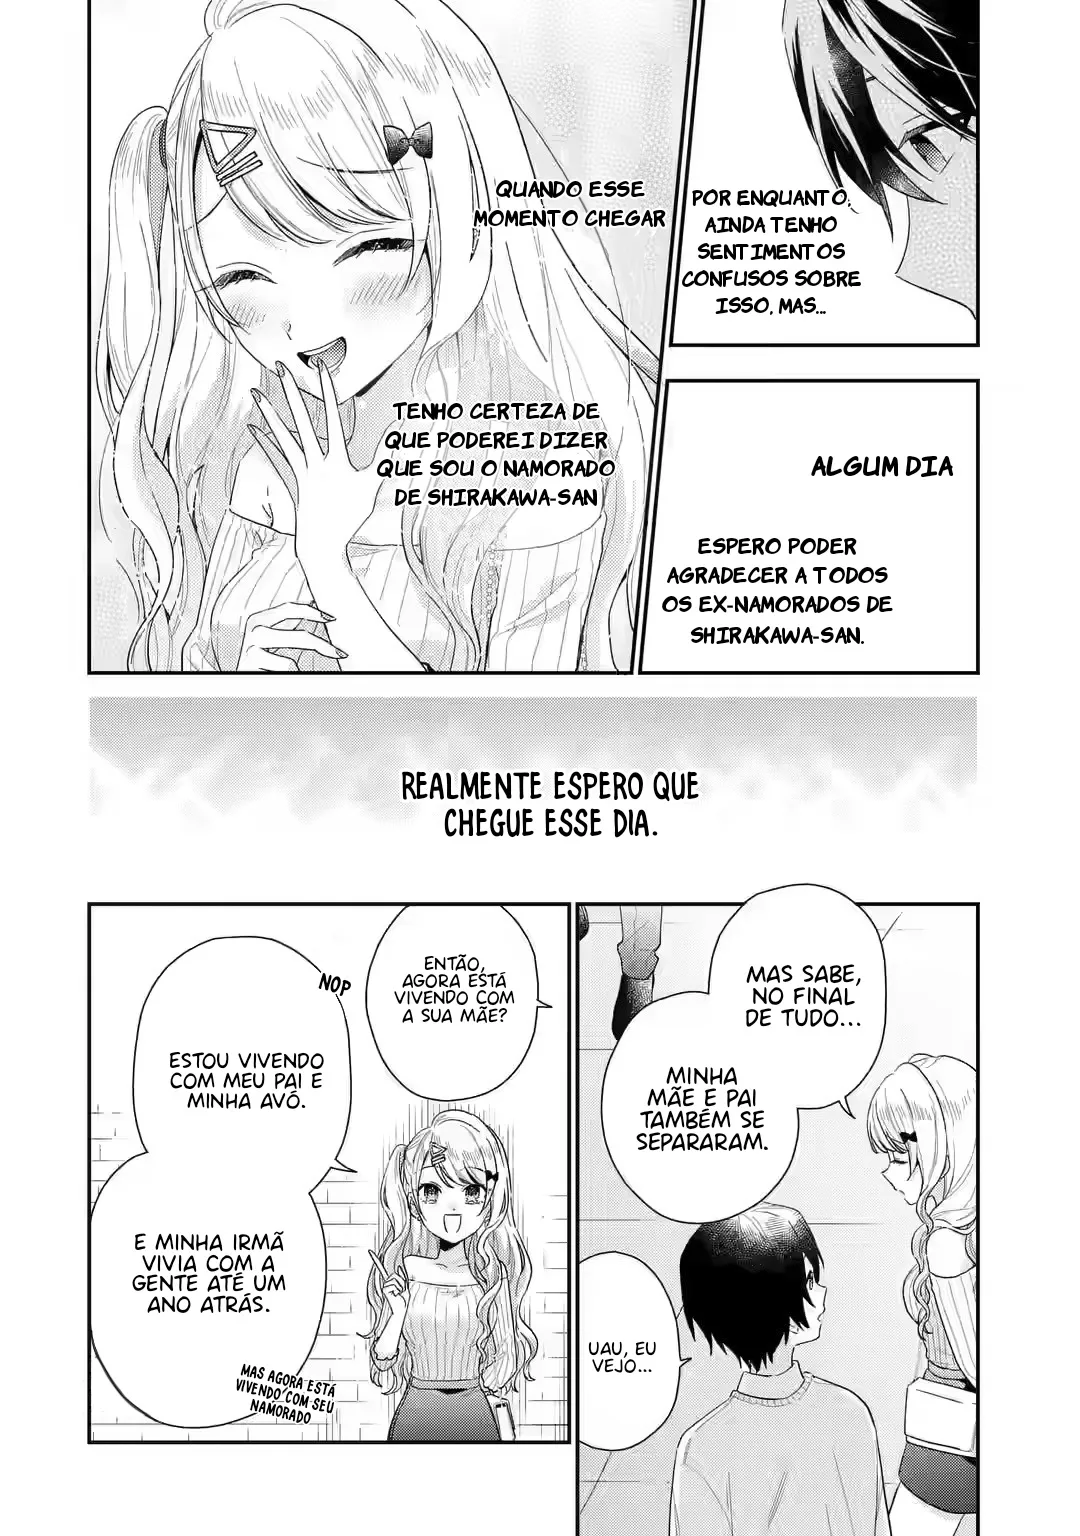 POR ENQUANTO,
AINDA TENHO
SENTIMENTOS
CONFUSOS SOBRE
ISSO, MAS...
ALGUM DIA
ESPERO PODER
AGRADECER A TODOS
OS EX-NAMORADOS DE
SHIRAKAWA-SAN.
QUANDO ESSE
MOMENTO CHEGAR
TENHO CERTEZA DE
QUE PODEREI DIZER
QUE SOU O NAMORADO
DE SHIRAKAWA-SAN
REALMENTE ESPERO QUE
CHEGUE ESSE DIA.
MAS SABE,
NO FINAL
DE TUDO...
MINHA
MÃE E PAI
TAMBÉM SE
SEPARARAM.
UAU, EU
VEJO...
ENTÃO,
AGORA ESTÁ
VIVENDO COM
A SUA MÃE?
NOP
ESTOU VIVENDO
COM MEU PAI E
MINHA AVÓ.
E MINHA IRMÃ
VIVIA COM A
GENTE ATÉ UM
ANO ATRÁS.
MAS AGORA ESTÁ
VIVENDO COM SEU
NAMORADO